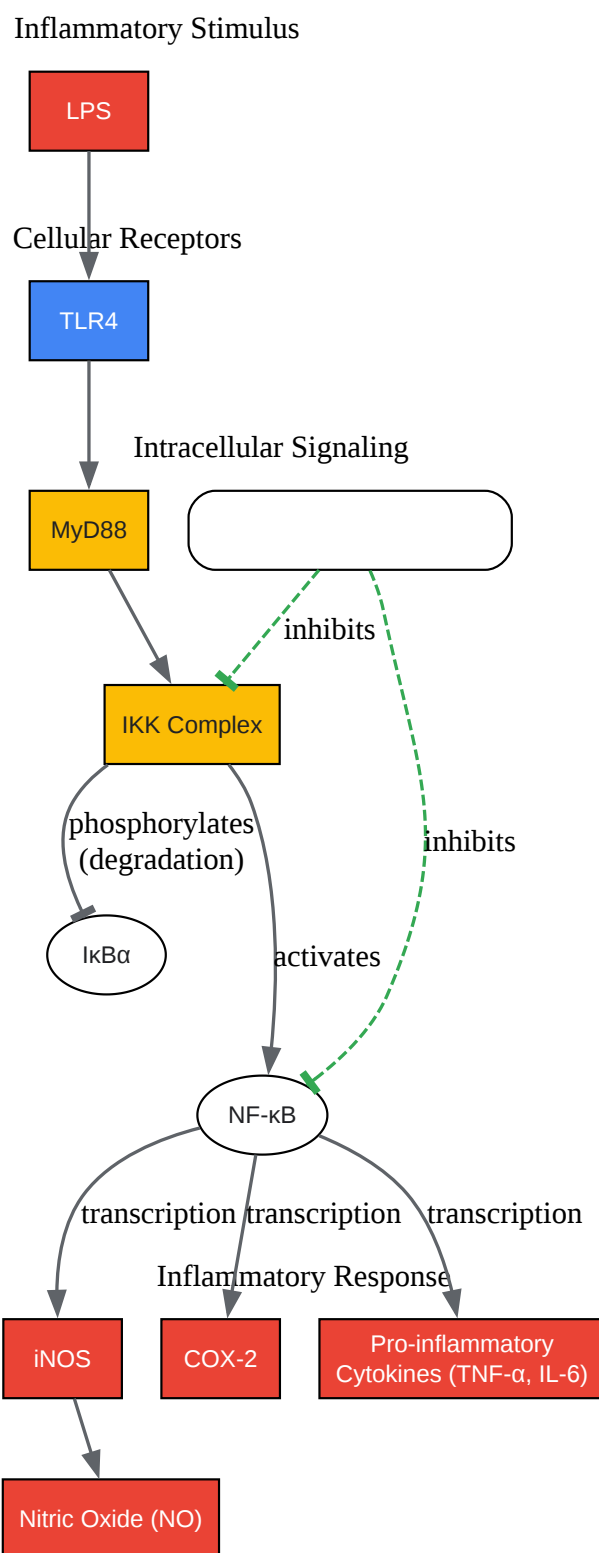 Inflammatory Stimulus
LPS
Cellular Receptors
TLR4
Intracellular Signaling
MyD88
inhibits
IKK Complex
phosphorylates
(degradation)
inhibits
IκBα
activates
NF-κB
transcription
transcription
transcription
Inflammatory Response
iNOS
COX-2
Pro-inflammatory
Cytokines (TNF-α, IL-6)
Nitric Oxide (NO)